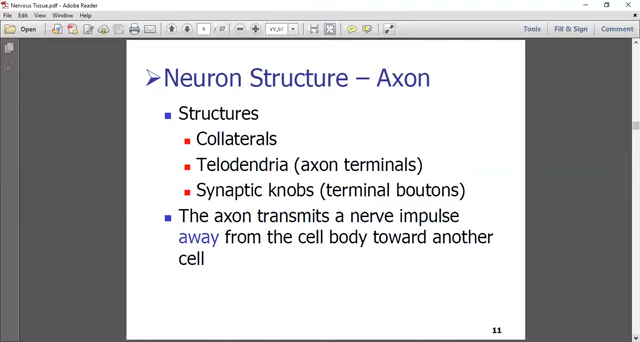 Nervous Tissue.pdf - Adobe Reader
File Edit View Window Help
Open
/ 37
Tools Fill & Sign Comment
Neuron Structure – Axon
Structures
Collaterals
Telodendria (axon terminals)
Synaptic knobs (terminal boutons)
The axon transmits a nerve impulse
away from the cell body toward another
cell
11